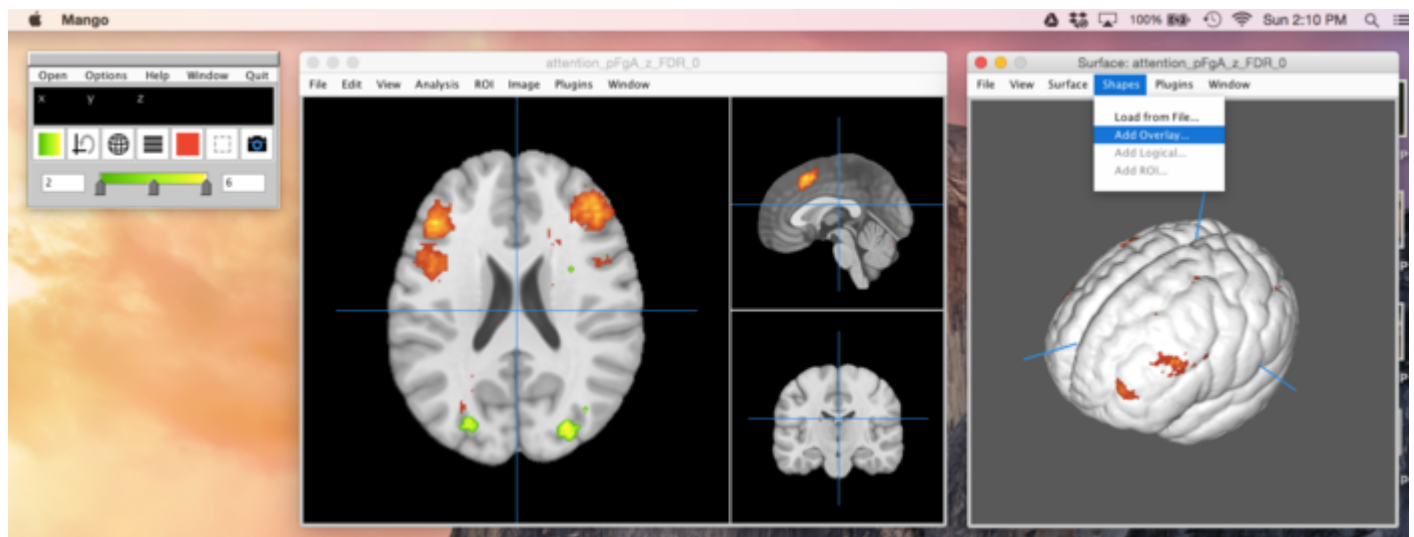 Mango
100% Sun 2:10 PM
Open Options Help Window Quit
x y z
2 6
attention_pFgA_z_FDR_0
File Edit View Analysis ROI Image Plugins Window
Surface: attention_pFgA_z_FDR_0
File View Surface Shapes Plugins Window
Load from File...
Add Overlay...
Add Logical...
Add ROI...